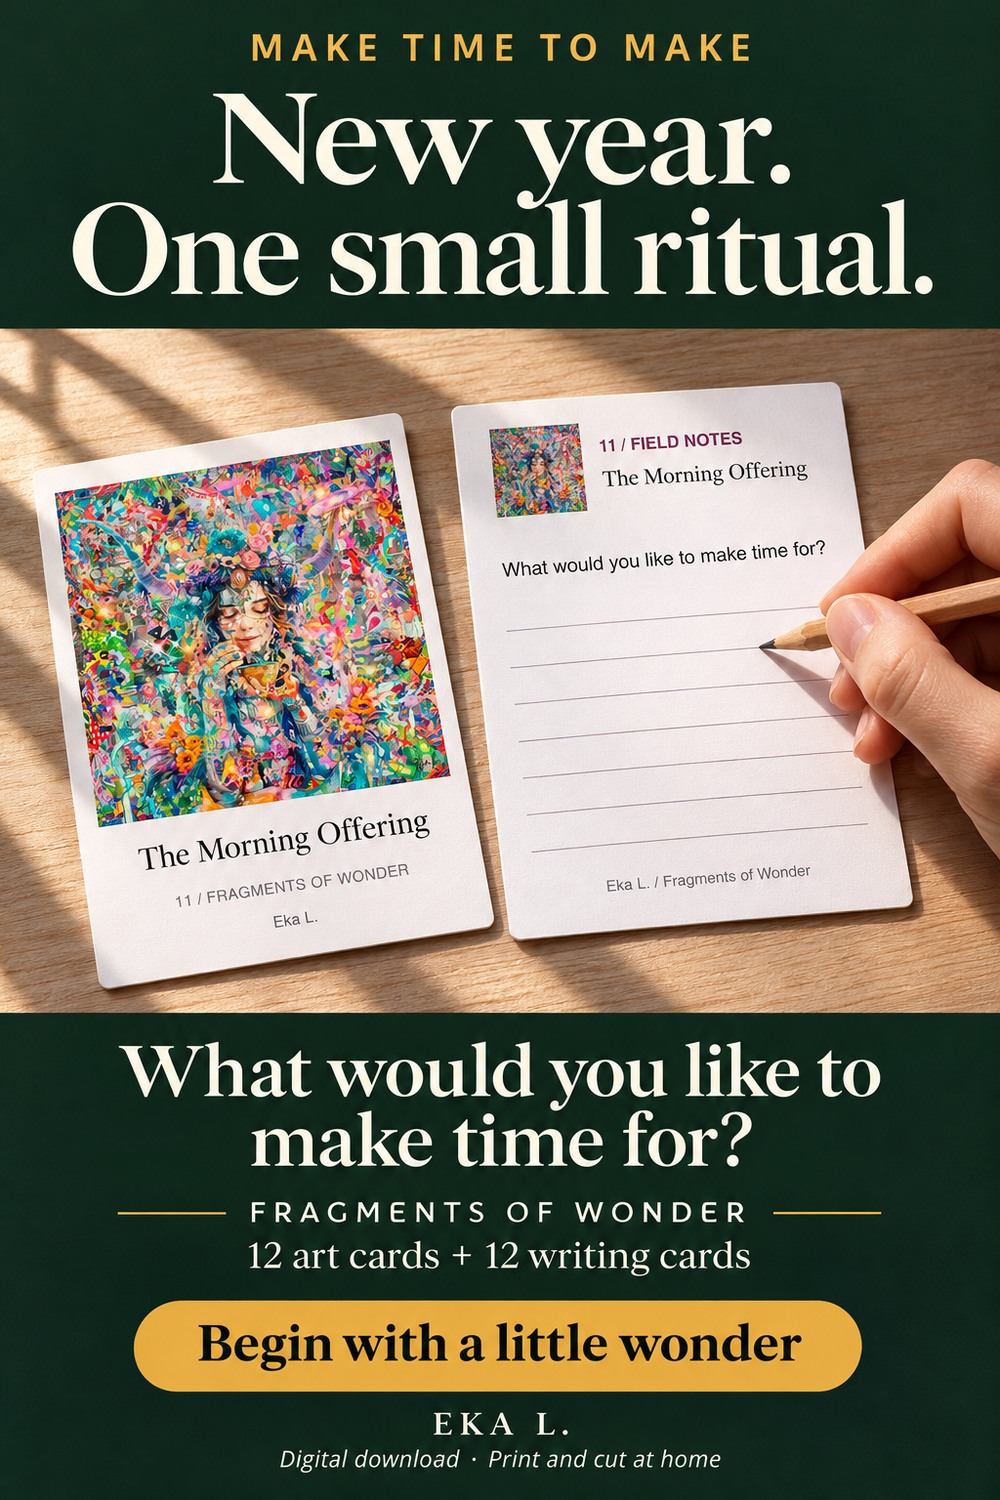 MAKE TIME TO MAKE
New year.
One small ritual.
The Morning Offering
11 / FRAGMENTS OF WONDER
Eka L.
11 / FIELD NOTES
The Morning Offering
What would you like to make time for?
Eka L. / Fragments of Wonder
What would you like to
make time for?
FRAGMENTS OF WONDER
12 art cards + 12 writing cards
Begin with a little wonder
EKA L.
Digital download · Print and cut at home